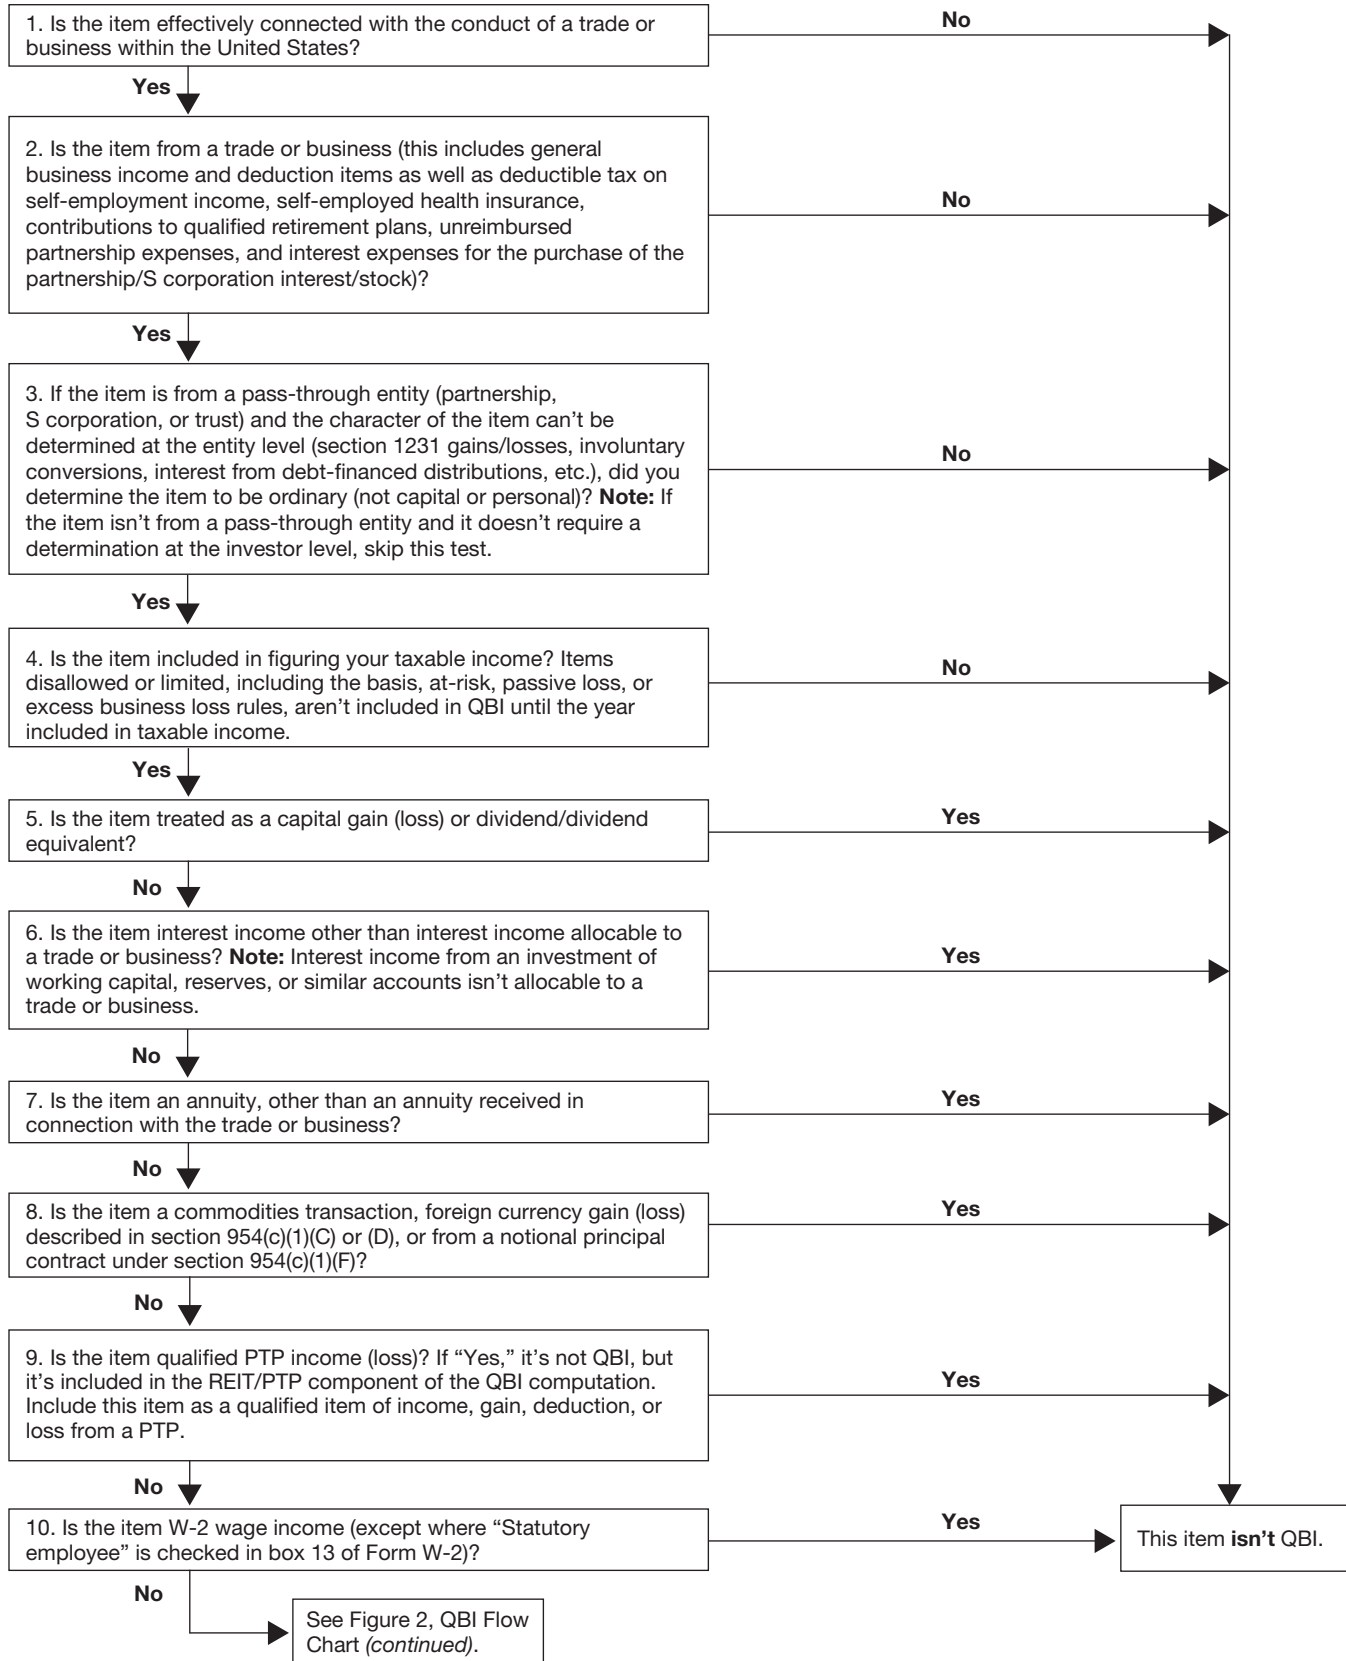 1. Is the item effectively connected with the conduct of a trade or
business within the United States?
No
Yes
2. Is the item from a trade or business (this includes general
business income and deduction items as well as deductible tax on
self-employment income, self-employed health insurance,
contributions to qualified retirement plans, unreimbursed
partnership expenses, and interest expenses for the purchase of the
partnership/S corporation interest/stock)?
No
Yes
3. If the item is from a pass-through entity (partnership,
S corporation, or trust) and the character of the item can’t be
determined at the entity level (section 1231 gains/losses, involuntary
conversions, interest from debt-financed distributions, etc.), did you
determine the item to be ordinary (not capital or personal)? Note: If
the item isn’t from a pass-through entity and it doesn’t require a
determination at the investor level, skip this test.
No
Yes
4. Is the item included in figuring your taxable income? Items
disallowed or limited, including the basis, at-risk, passive loss, or
excess business loss rules, aren’t included in QBI until the year
included in taxable income.
No
Yes
5. Is the item treated as a capital gain (loss) or dividend/dividend
equivalent?
Yes
No
6. Is the item interest income other than interest income allocable to
a trade or business? Note: Interest income from an investment of
working capital, reserves, or similar accounts isn’t allocable to a
trade or business.
Yes
No
7. Is the item an annuity, other than an annuity received in
connection with the trade or business?
Yes
No
8. Is the item a commodities transaction, foreign currency gain (loss)
described in section 954(c)(1)(C) or (D), or from a notional principal
contract under section 954(c)(1)(F)?
Yes
No
9. Is the item qualified PTP income (loss)? If “Yes,” it’s not QBI, but
it’s included in the REIT/PTP component of the QBI computation.
Include this item as a qualified item of income, gain, deduction, or
loss from a PTP.
Yes
No
10. Is the item W-2 wage income (except where “Statutory
employee” is checked in box 13 of Form W-2)?
Yes
This item isn’t QBI.
No
See Figure 2, QBI Flow
Chart (continued).